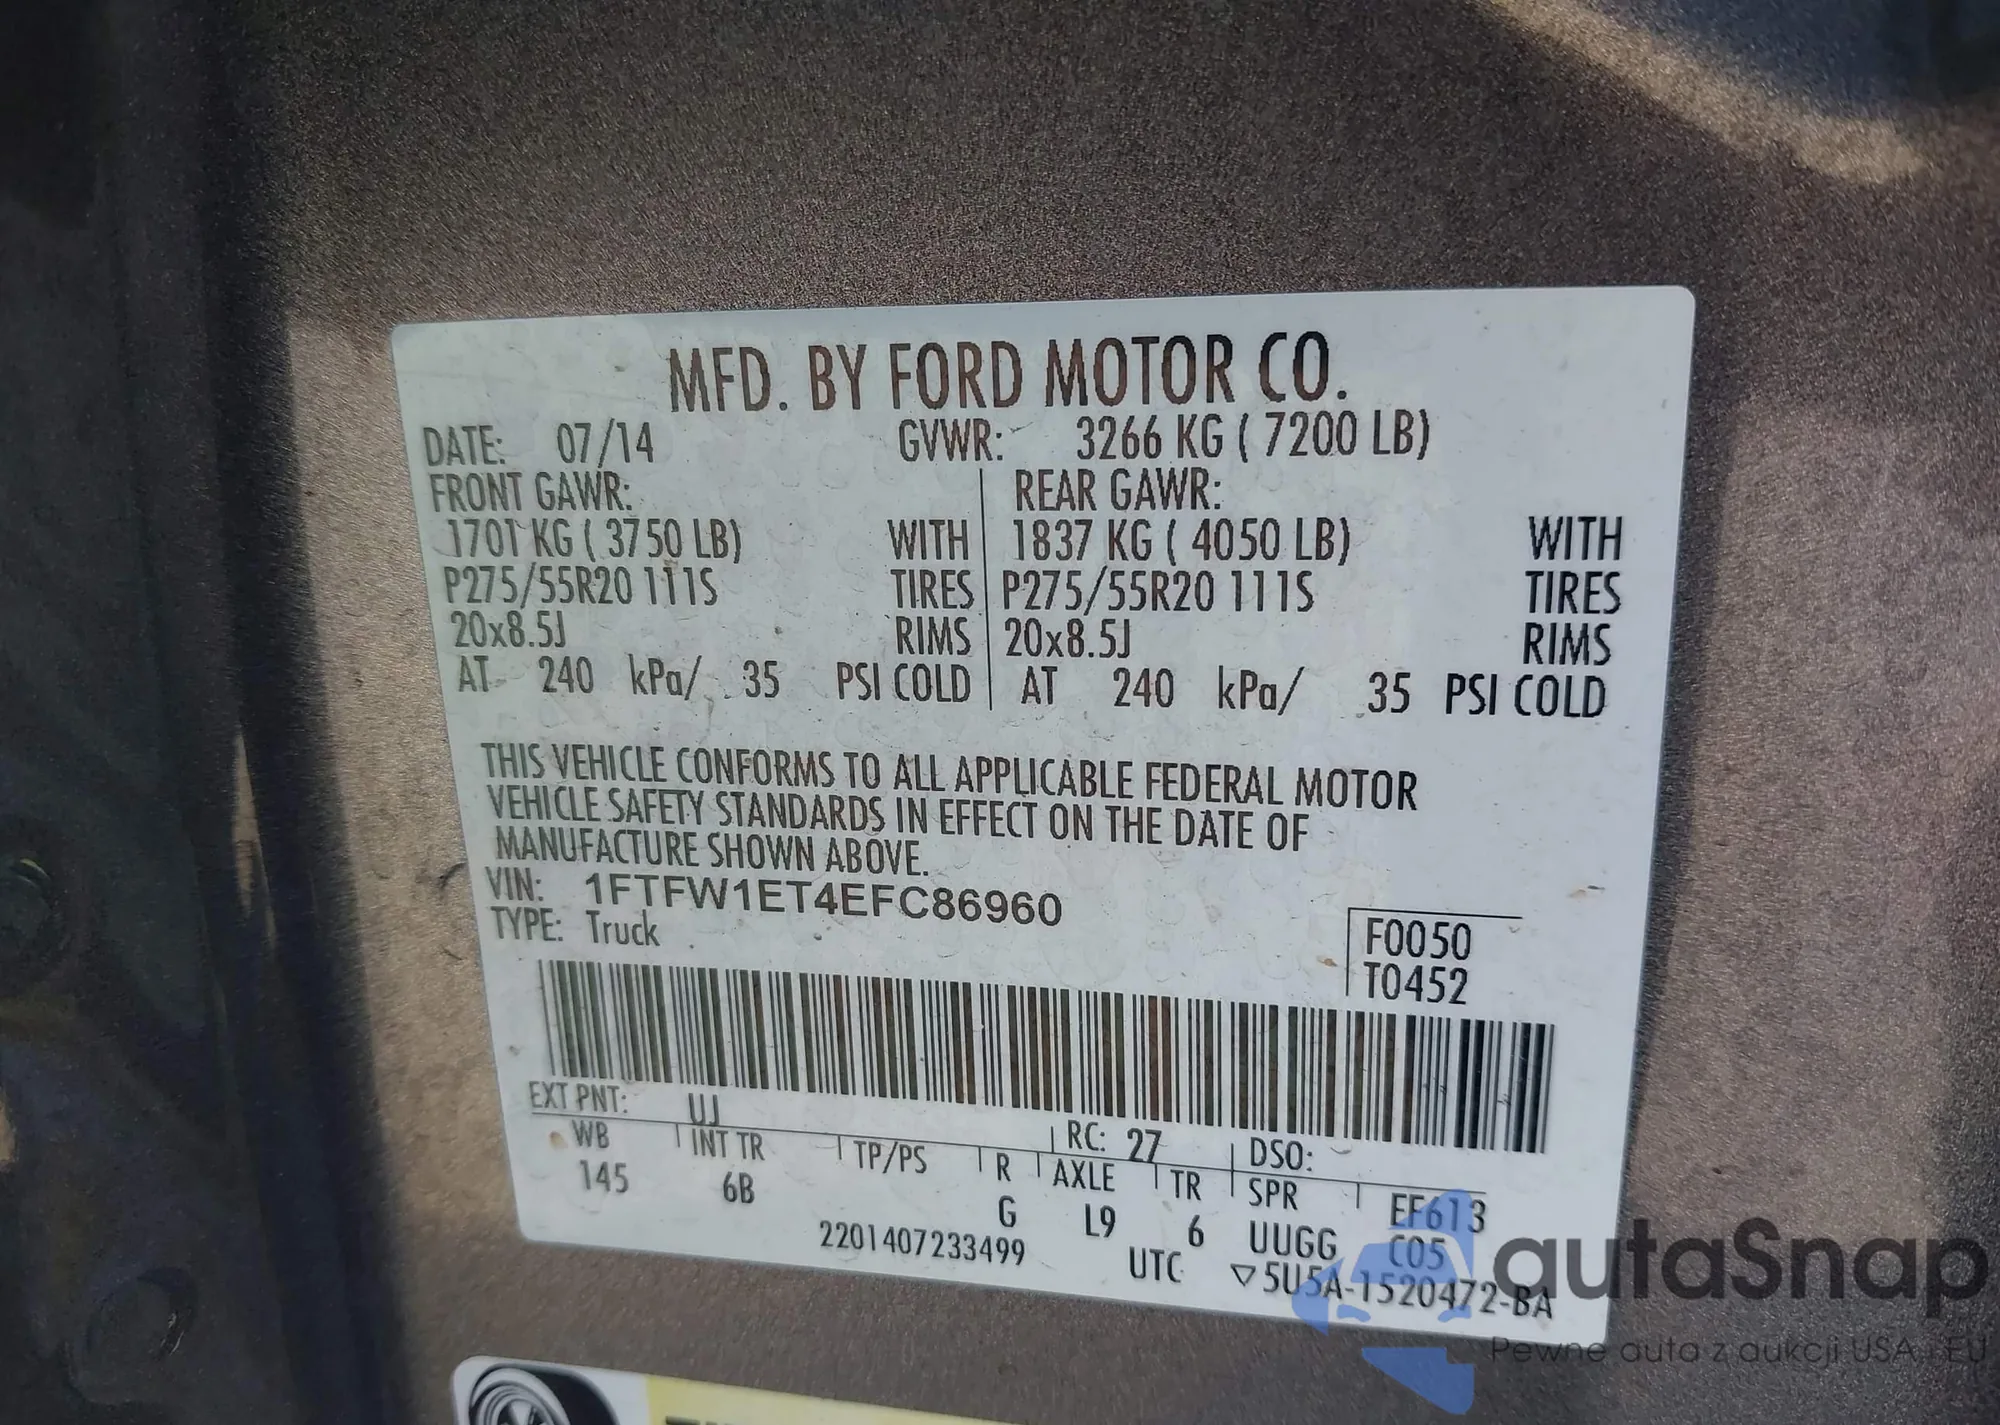 MFD. BY FORD MOTOR CO.
DATE: 07/14 GVWR: 3266 KG ( 7200 LB)
FRONT GAWR: REAR GAWR:
1701 KG ( 3750 LB) WITH 1837 KG ( 4050 LB) WITH
P275/55R20 111S TIRES P275/55R20 111S TIRES
20x8.5J RIMS 20x8.5J RIMS
AT 240 kPa/ 35 PSI COLD AT 240 kPa/ 35 PSI COLD
THIS VEHICLE CONFORMS TO ALL APPLICABLE FEDERAL MOTOR
VEHICLE SAFETY STANDARDS IN EFFECT ON THE DATE OF
MANUFACTURE SHOWN ABOVE.
VIN: 1FTFW1ET4EFC86960
TYPE: Truck
F0050
T0452
EXT PNT: UJ RC: 27 DSO:
WB INT TR TP/PS R AXLE TR SPR EF613
145 6B G L9 6 UUGG C05
2201407233499 UTC ▽5U5A-1520472-BA
autaSnap
Pewne auta z aukcji USA i EU